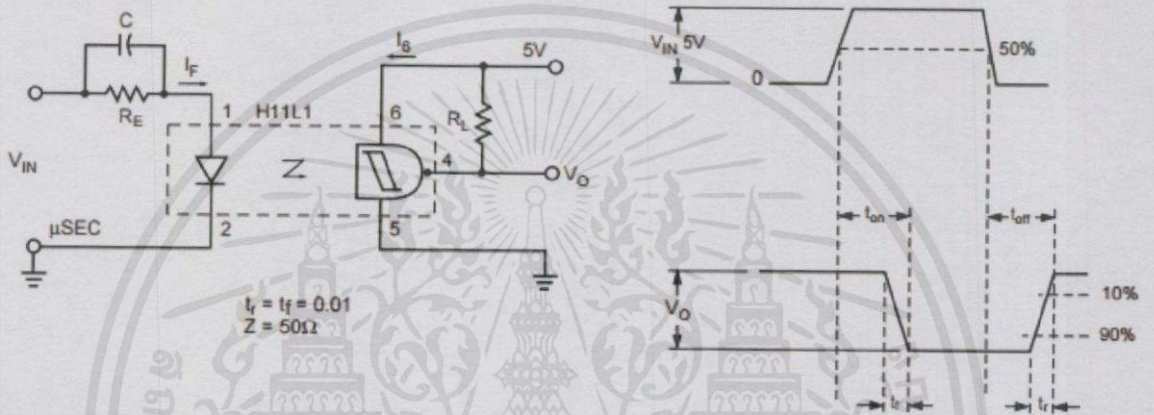 C
I_F
R_E
1 H11L1
V_IN
2
µSEC
t_r = t_f = 0.01
Z = 50Ω
I_6
5V
6
R_L
4
V_O
5
V_IN 5V
0
50%
t_on
t_off
V_O
10%
90%
t_r